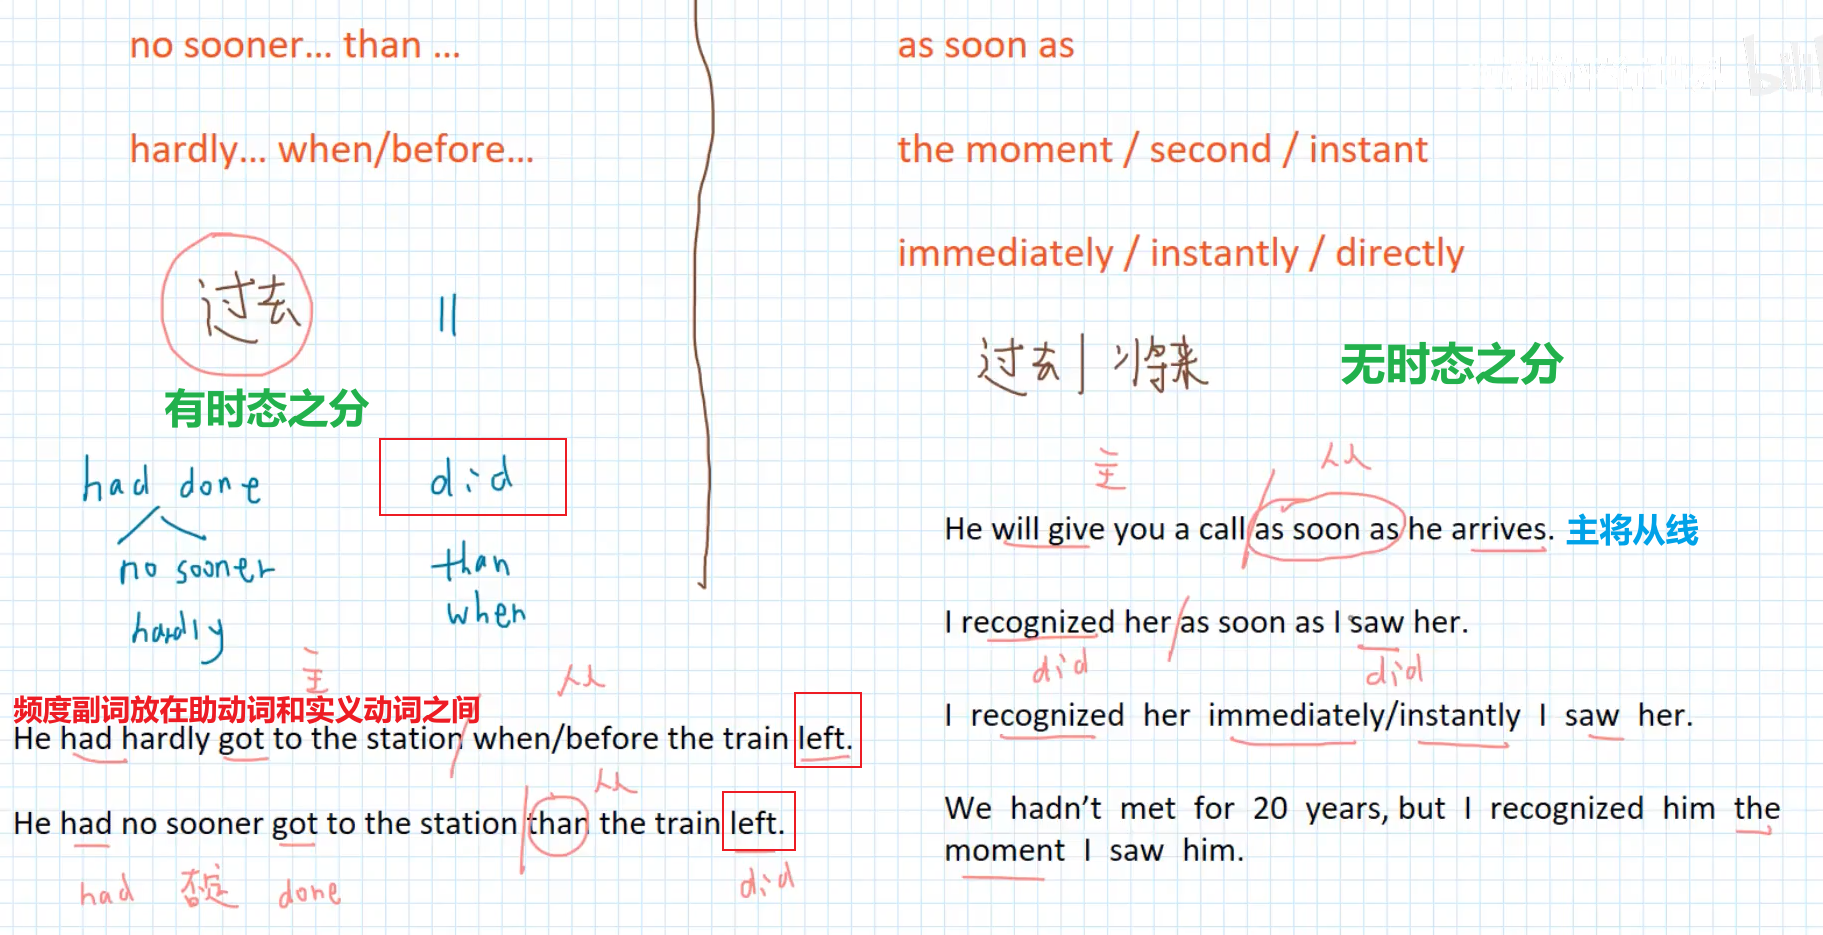 no sooner... than ...
hardly... when/before...
过去
||
有时态之分
had done
did
no sooner
than
hardly
when
主
从
频度副词放在助动词和实义动词之间
He had hardly got to the station when/before the train left.
从
He had no sooner got to the station than the train left.
had 否定 done
did
as soon as
the moment / second / instant
immediately / instantly / directly
过去 | 将来
无时态之分
主
从
He will give you a call as soon as he arrives. 主将从线
I recognized her as soon as I saw her.
did
did
I recognized her immediately/instantly I saw her.
We hadn't met for 20 years, but I recognized him the
moment I saw him.